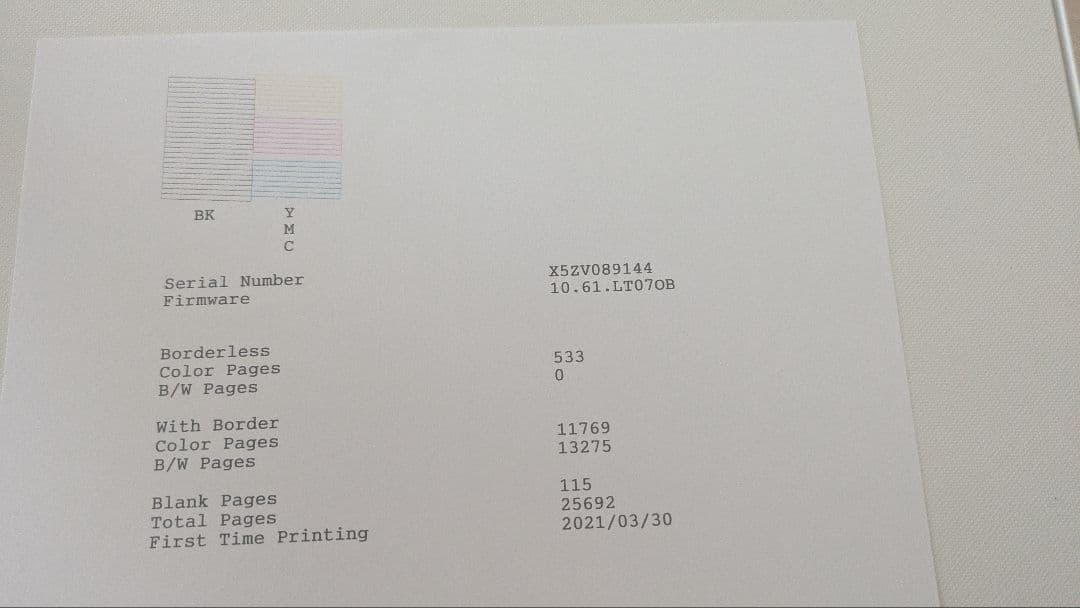 BK Y
M
C
Serial Number X5ZV089144
Firmware 10.61.LT07OB
Borderless
Color Pages 533
B/W Pages 0
With Border
Color Pages 11769
B/W Pages 13275
Blank Pages 115
Total Pages 25692
First Time Printing 2021/03/30